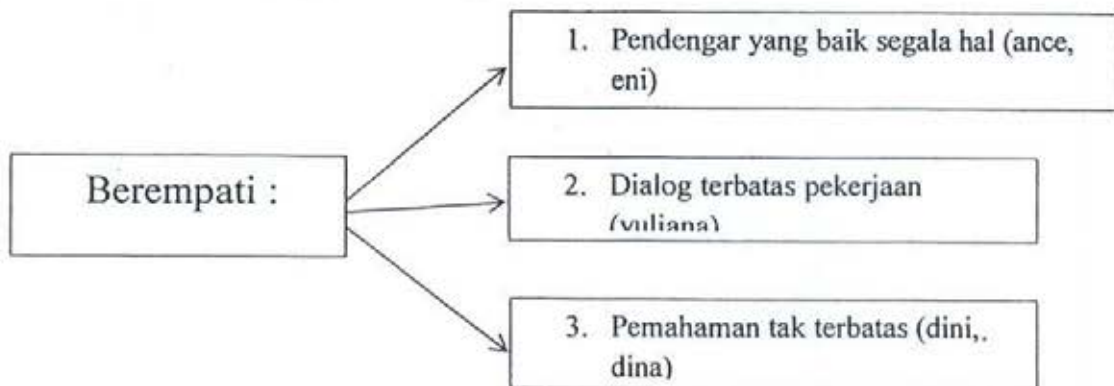 Berempati :
1. Pendengar yang baik segala hal (ance,
eni)
2. Dialog terbatas pekerjaan
(yuliana)
3. Pemahaman tak terbatas (dini,.
dina)